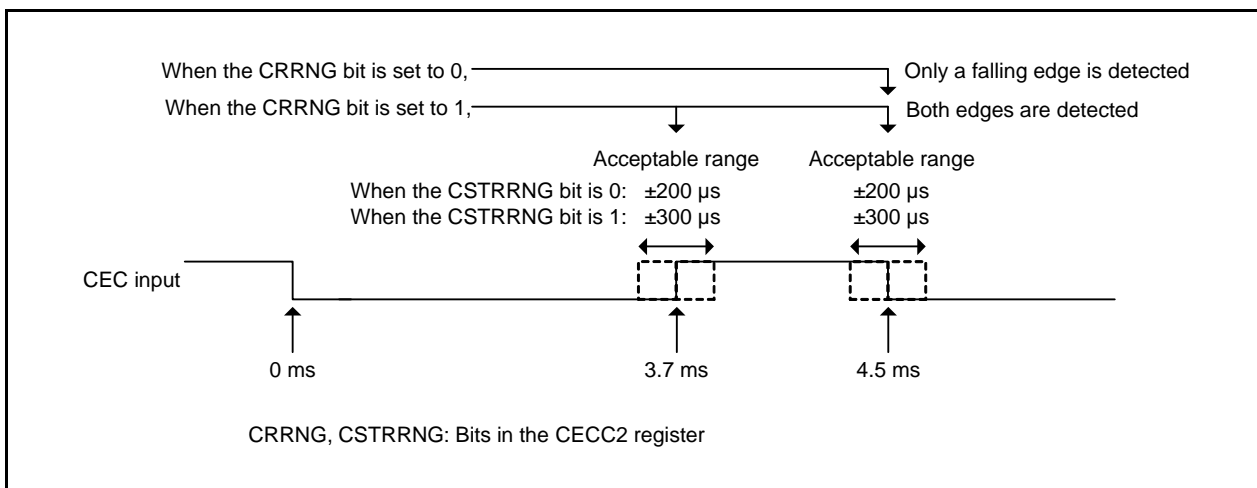 When the CRRNG bit is set to 0, Only a falling edge is detected
When the CRRNG bit is set to 1, Both edges are detected
Acceptable range Acceptable range
When the CSTRRNG bit is 0: ±200 µs ±200 µs
When the CSTRRNG bit is 1: ±300 µs ±300 µs
CEC input
0 ms 3.7 ms 4.5 ms
CRRNG, CSTRRNG: Bits in the CECC2 register